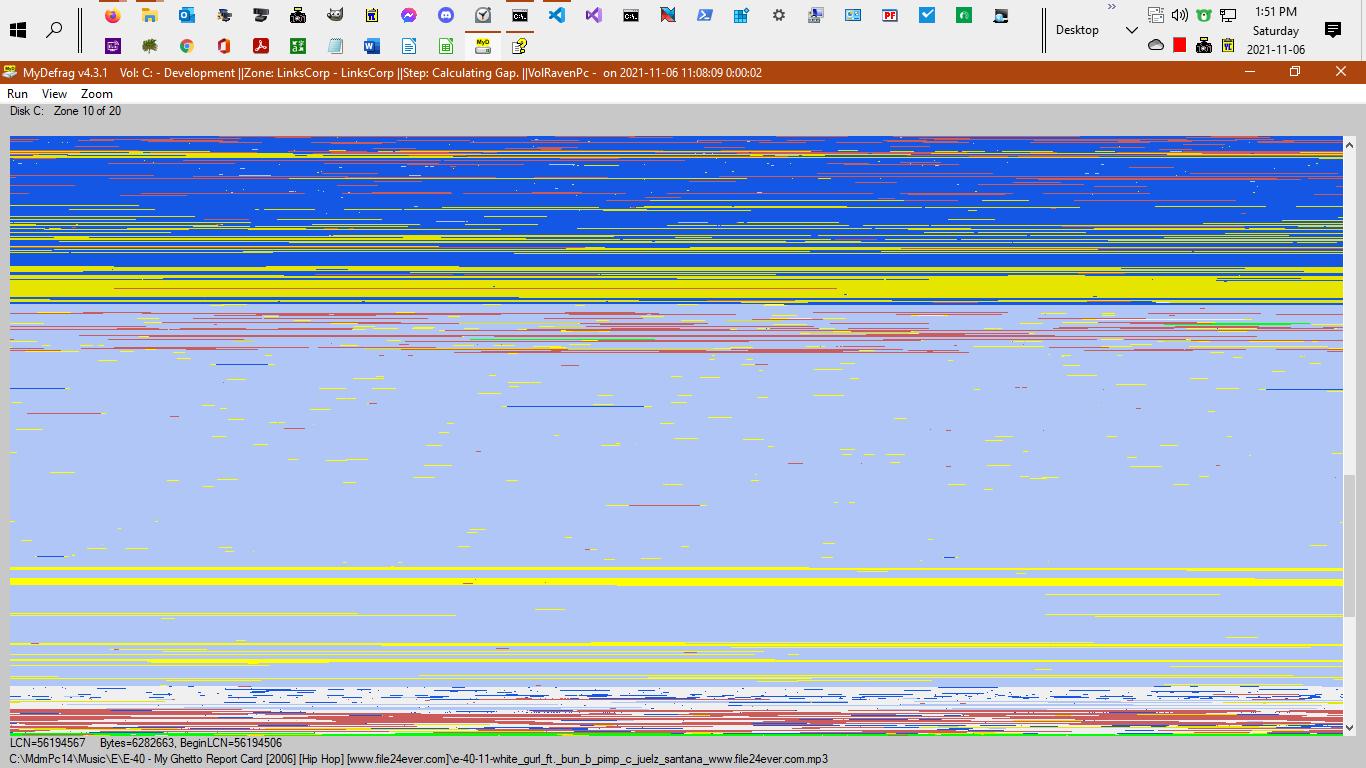 1:51 PM
Desktop
Saturday
2021-11-06
MyDefrag v4.3.1 Vol: C: - Development ||Zone: LinksCorp - LinksCorp ||Step: Calculating Gap. ||VolRavenPc - on 2021-11-06 11:08:09 0:00:02
Run View Zoom
Disk C: Zone 10 of 20
LCN=56194567 Bytes=6282663, BeginLCN=56194506
C:\MdmPc14\Music\E\E-40 - My Ghetto Report Card [2006] [Hip Hop] [www.file24ever.com]\e-40-11-white_gurl_ft._bun_b_pimp_c_juelz_santana_www.file24ever.com.mp3